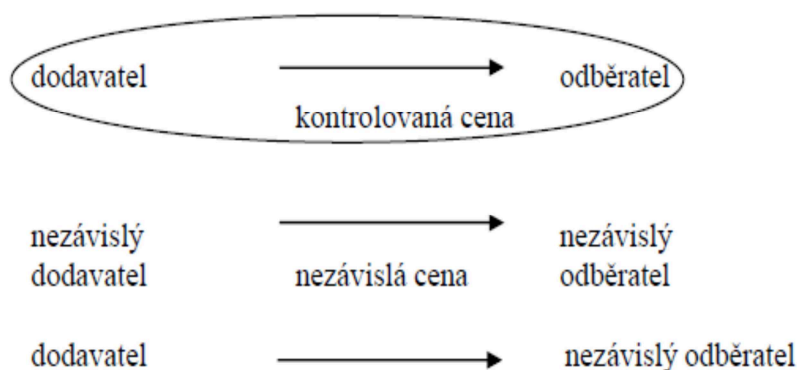 dodavatel odběratel
kontrolovaná cena
nezávislý nezávislý
dodavatel nezávislá cena odběratel
dodavatel nezávislý odběratel